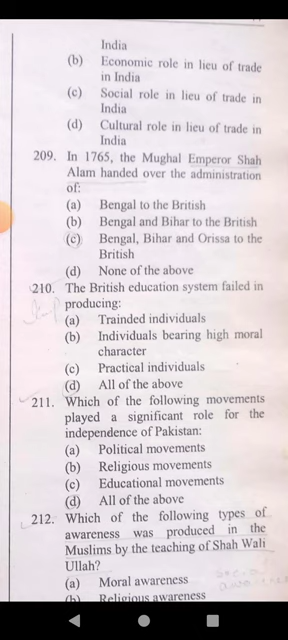 India
(b) Economic role in lieu of trade
in India
(c) Social role in lieu of trade in
India
(d) Cultural role in lieu of trade in
India
209. In 1765, the Mughal Emperor Shah
Alam handed over the administration
of:
(a) Bengal to the British
(b) Bengal and Bihar to the British
(c) Bengal, Bihar and Orissa to the
British
(d) None of the above
210. The British education system failed in
producing:
(a) Trainded individuals
(b) Individuals bearing high moral
character
(c) Practical individuals
(d) All of the above
211. Which of the following movements
played a significant role for the
independence of Pakistan:
(a) Political movements
(b) Religious movements
(c) Educational movements
(d) All of the above
212. Which of the following types of
awareness was produced in the
Muslims by the teaching of Shah Wali
Ullah?
(a) Moral awareness
social
awareness
(b) Religious awareness